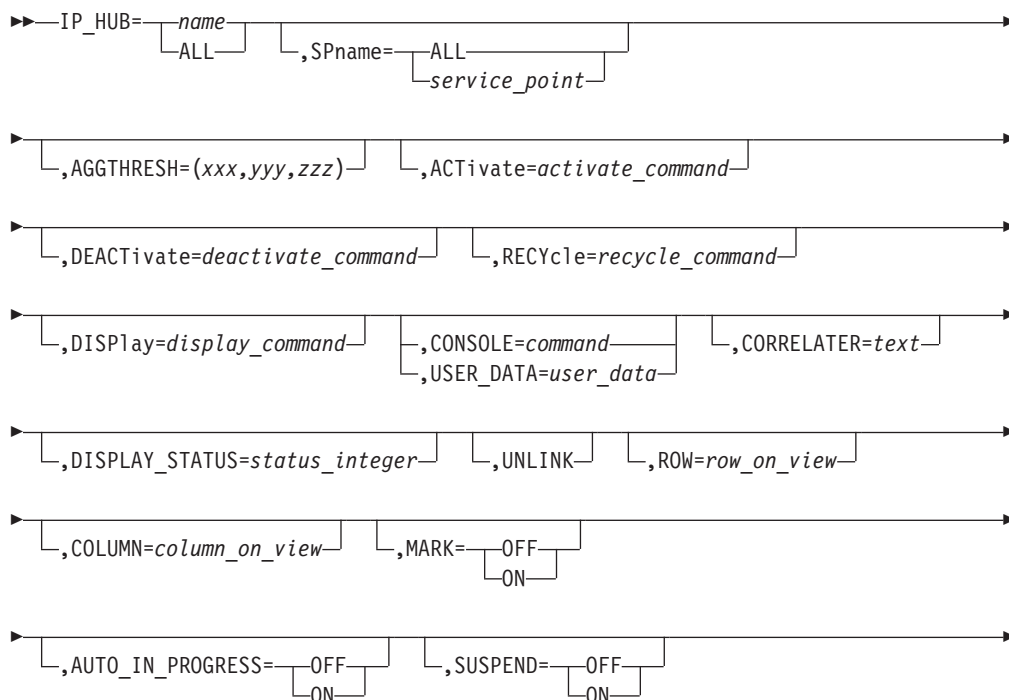 IP_HUB= name
ALL
,SPname= ALL
service_point
,AGGTHRESH=(xxx,yyy,zzz) ,ACTivate=activate_command
,DEACTivate=deactivate_command ,RECYcle=recycle_command
,DISPlay=display_command ,CONSOLE=command ,CORRELATER=text
,USER_DATA=user_data
,DISPLAY_STATUS=status_integer ,UNLINK ,ROW=row_on_view
,COLUMN=column_on_view ,MARK= OFF
ON
,AUTO_IN_PROGRESS= OFF ,SUSPEND= OFF
ON ON